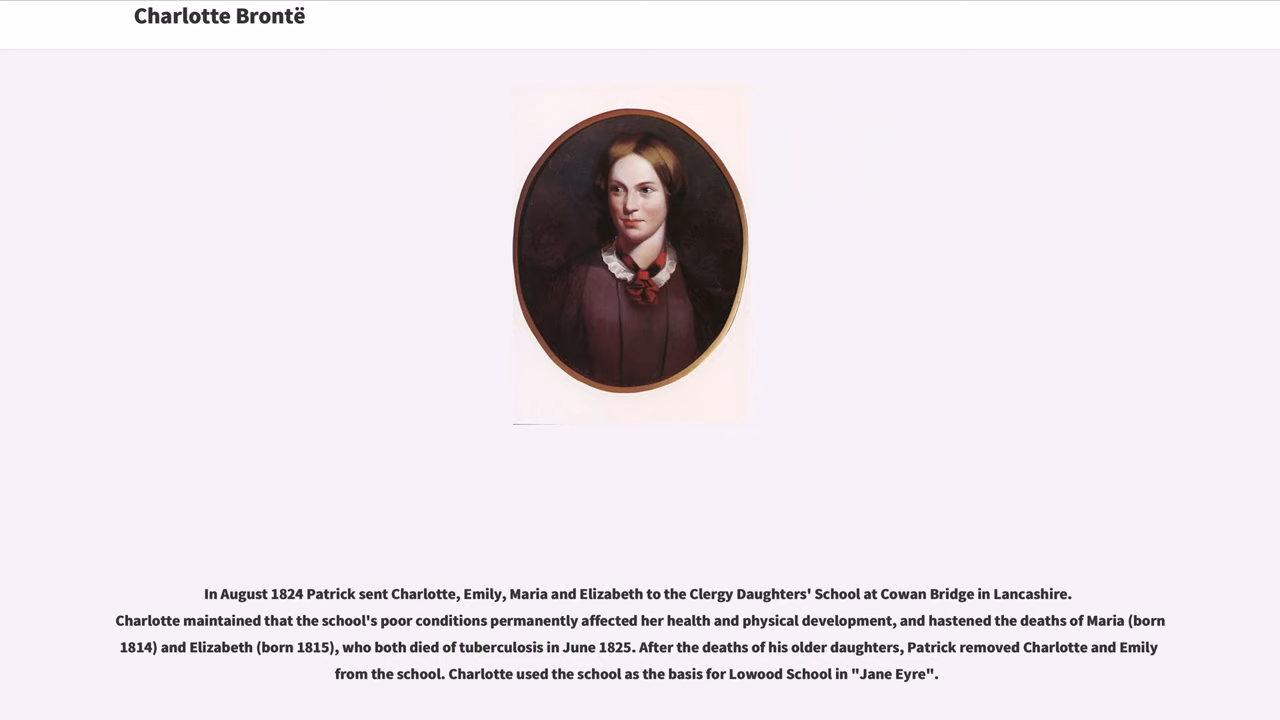 Charlotte Brontë
In August 1824 Patrick sent Charlotte, Emily, Maria and Elizabeth to the Clergy Daughters' School at Cowan Bridge in Lancashire.
Charlotte maintained that the school's poor conditions permanently affected her health and physical development, and hastened the deaths of Maria (born
1814) and Elizabeth (born 1815), who both died of tuberculosis in June 1825. After the deaths of his older daughters, Patrick removed Charlotte and Emily
from the school. Charlotte used the school as the basis for Lowood School in "Jane Eyre".